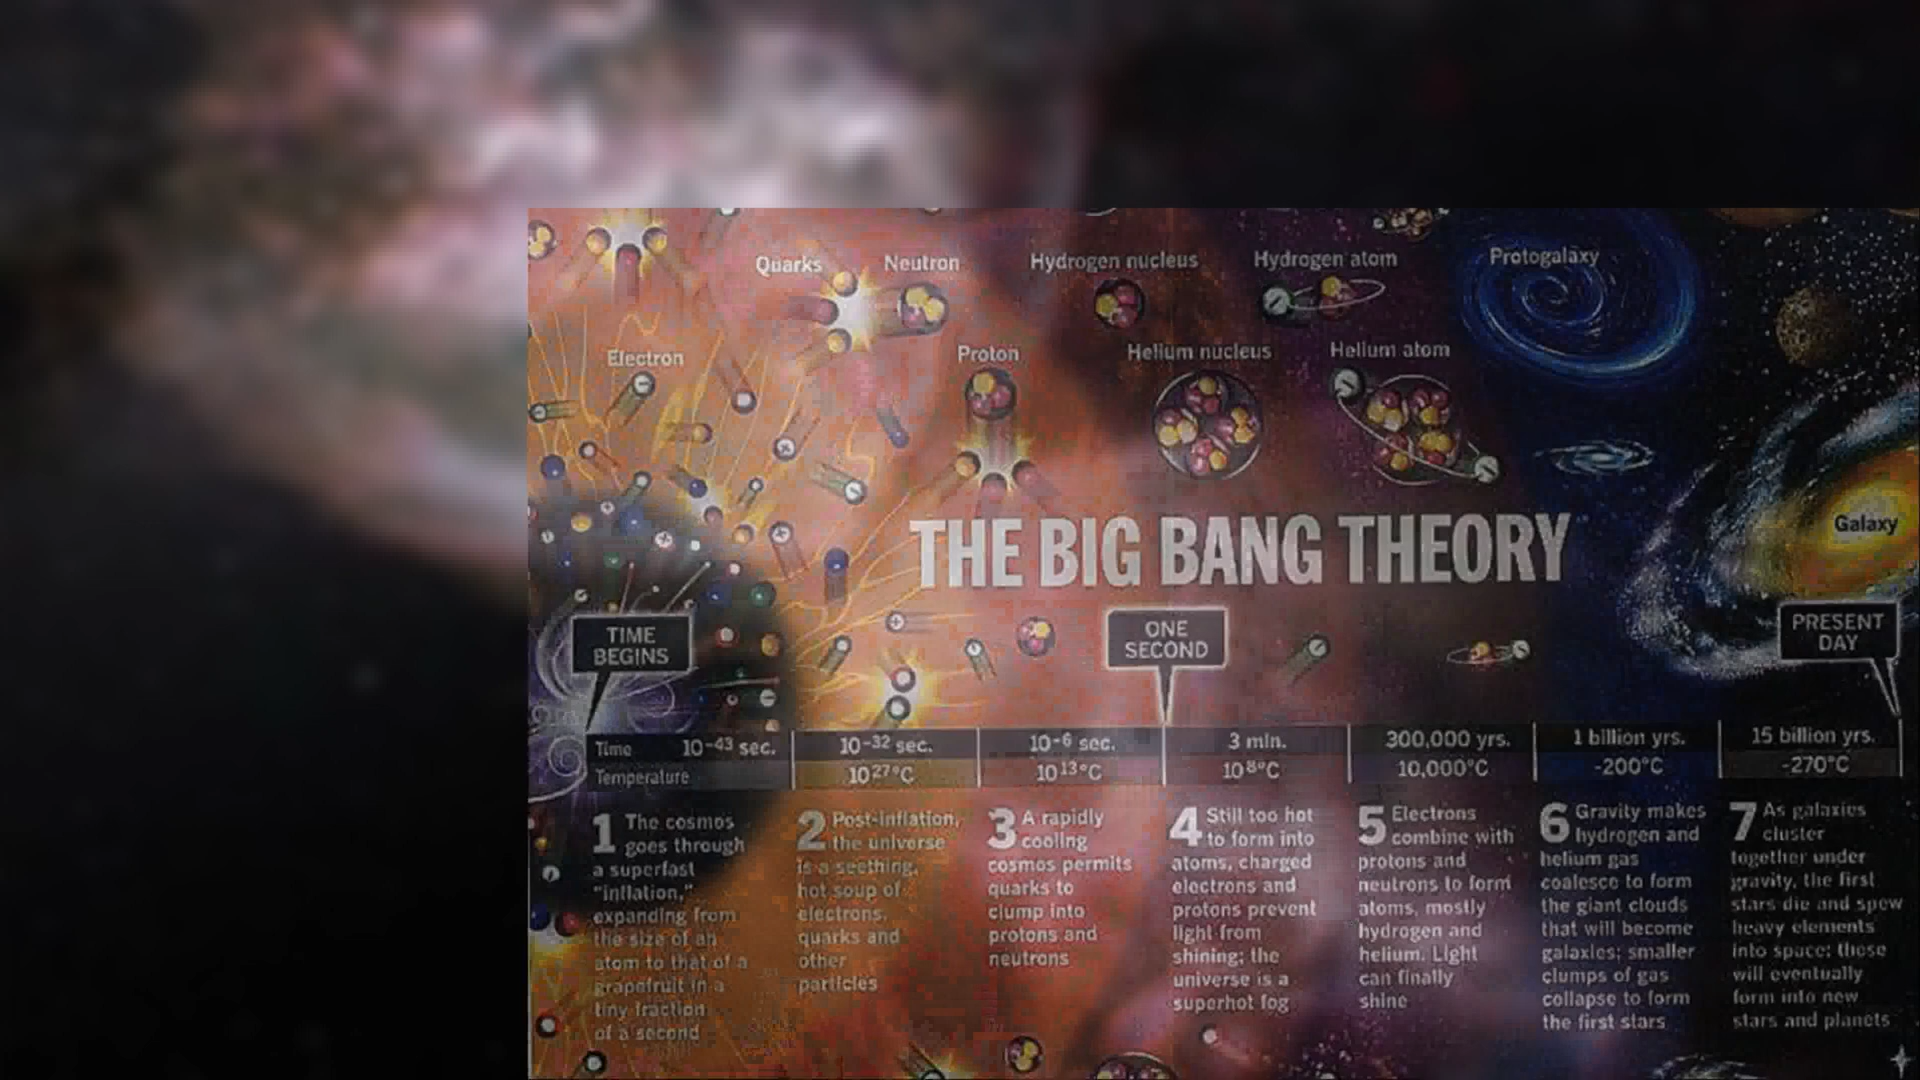 Quarks
Neutron
Hydrogen nucleus
Hydrogen atom
Protogalaxy
Electron
Proton
Helium nucleus
Helium atom
Galaxy
THE BIG BANG THEORY
TIME
BEGINS
ONE
SECOND
PRESENT
DAY
Time 10-43 sec. 10-32 sec. 10-6 sec. 3 min. 300,000 yrs. 1 billion yrs. 15 billion yrs.
Temperature 1027°C 1013°C 108°C 10,000°C -200°C -270°C
1 The cosmos
goes through
a superfast
"inflation,"
expanding from
the size of an
atom to that of a
grapefruit in a
tiny fraction
of a second
2 Post-inflation,
the universe
is a seething,
hot soup of
electrons,
quarks and
other
particles
3 A rapidly
cooling
cosmos permits
quarks to
clump into
protons and
neutrons
4 Still too hot
to form into
atoms, charged
electrons and
protons prevent
light from
shining; the
universe is a
superhot fog
5 Electrons
combine with
protons and
neutrons to form
atoms, mostly
hydrogen and
helium. Light
can finally
shine
6 Gravity makes
hydrogen and
helium gas
coalesce to form
the giant clouds
that will become
galaxies; smaller
clumps of gas
collapse to form
the first stars
7 As galaxies
cluster
together under
gravity, the first
stars die and spew
heavy elements
into space; these
will eventually
form into new
stars and planets